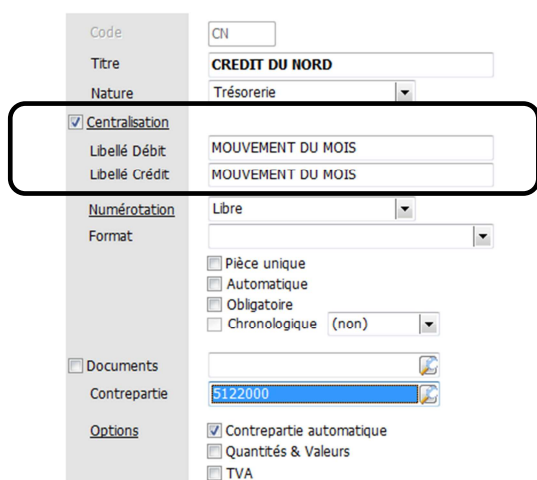 Code CN
Titre CREDIT DU NORD
Nature Trésorerie
Centralisation
Libellé Débit MOUVEMENT DU MOIS
Libellé Crédit MOUVEMENT DU MOIS
Numérotation Libre
Format
Pièce unique
Automatique
Obligatoire
Chronologique (non)
Documents
Contrepartie 5122000
Options Contrepartie automatique
Quantités & Valeurs
TVA